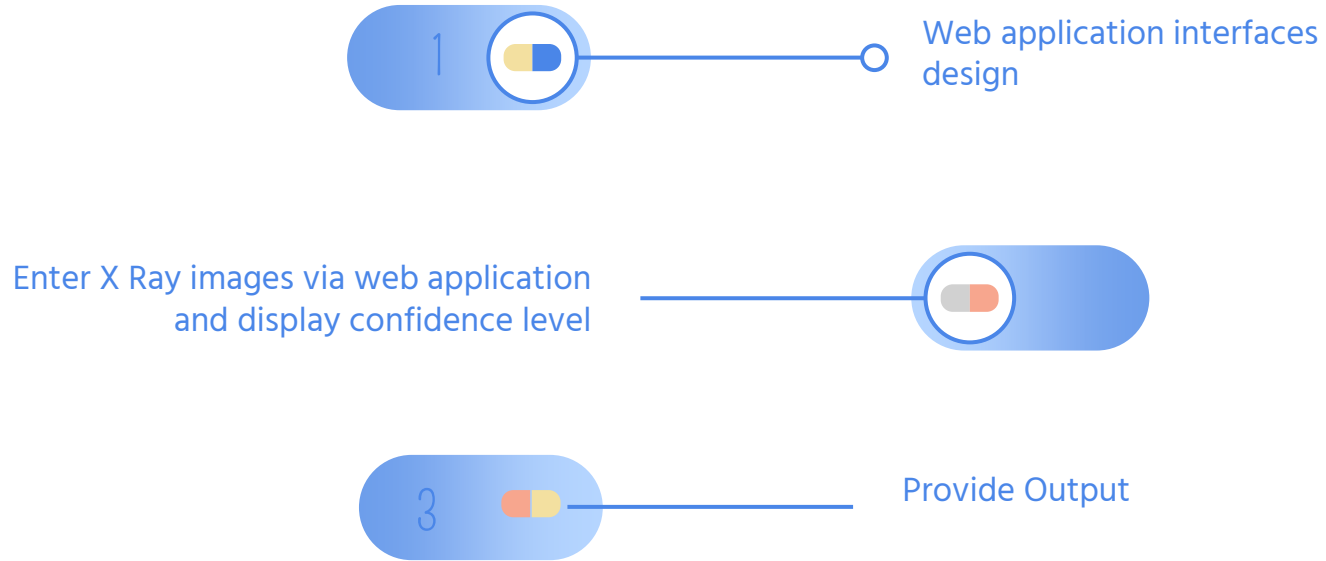 1
Web application interfaces
design
Enter X Ray images via web application
and display confidence level
3
Provide Output